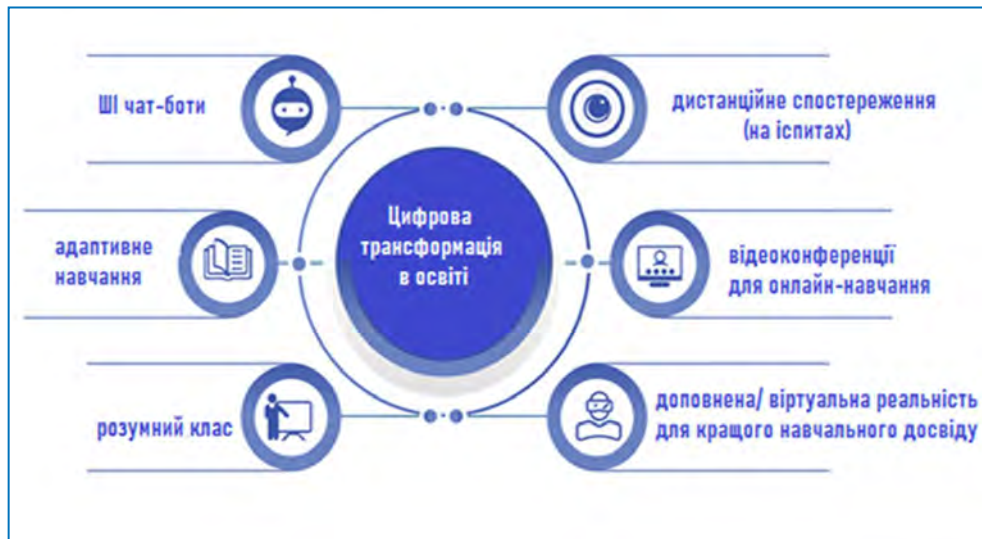 ШІ чат-боти
дистанційне спостереження
(на іспитах)
Цифрова
трансформація
в освіті
адаптивне
навчання
відеоконференції
для онлайн-навчання
розумний клас
доповнена/ віртуальна реальність
для кращого навчального досвіду